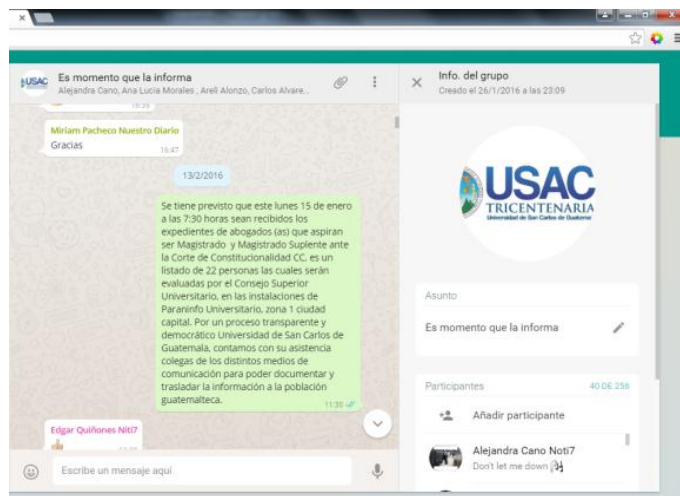 USAC
Es momento que la informa
Alejandra Cano, Ana Lucia Morales , Areli Alonzo, Carlos Alvare..
16:39
Miriam Pacheco Nuestro Diario
Gracias
16:47
13/2/2016
Se tiene previsto que este lunes 15 de enero
a las 7:30 horas sean recibidos los
expedientes de abogados (as) que aspiran
ser Magistrado y Magistrado Suplente ante
la Corte de Constitucionalidad CC, es un
listado de 22 personas las cuales serán
evaluadas por el Consejo Superior
Universitario, en las instalaciones de
Paraninfo Universitario, zona 1 ciudad
capital. Por un proceso transparente y
democrático Universidad de San Carlos de
Guatemala, contamos con su asistencia
colegas de los distintos medios de
comunicación para poder documentar y
trasladar la información a la población
guatemalteca.
11:30
Edgar Quiñones Niti7
Escribe un mensaje aquí
Info. del grupo
Creado el 26/1/2016 a las 23:09
USAC
TRICENTENARIA
Universidad de San Carlos de Guatemala
Asunto
Es momento que la informa
Participantes
40 DE 256
Añadir participante
Alejandra Cano Noti7
Don't let me down